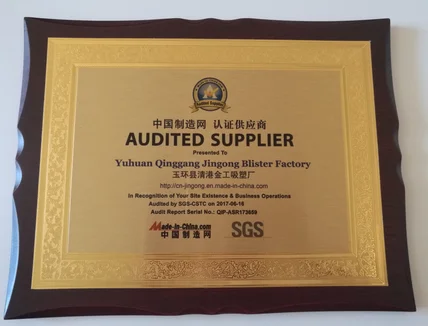 Audited Supplier
中国制造网 认证供应商
AUDITED SUPPLIER
Presented To
Yuhuan Qinggang Jingong Blister Factory
玉环县清港金工吸塑厂
http://cn-jingong.en.made-in-china.com
in Recognition of Your Site Existence & Business Operations
Audited by SGS-CSTC on 2017-06-16
Audit Report Serial No.: QIP-ASR173609
Made-in-China.com
中国制造网
SGS